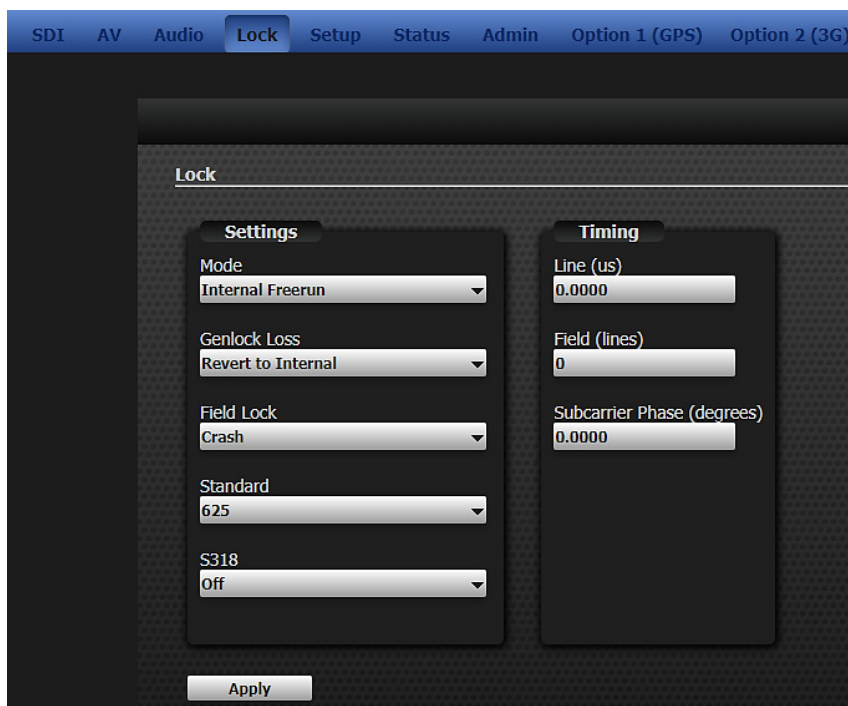 SDI AV Audio Lock Setup Status Admin Option 1 (GPS) Option 2 (3G)
Lock
Settings
Mode
Internal Freerun
Genlock Loss
Revert to Internal
Field Lock
Crash
Standard
625
S318
Off
Timing
Line (us)
0.0000
Field (lines)
0
Subcarrier Phase (degrees)
0.0000
Apply